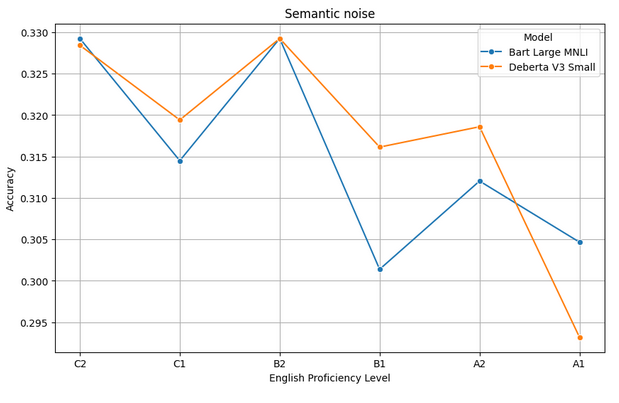 Semantic noise
Model
Bart Large MNLI
Deberta V3 Small
Accuracy
0.330
0.325
0.320
0.315
0.310
0.305
0.300
0.295
C2 C1 B2 B1 A2 A1
English Proficiency Level